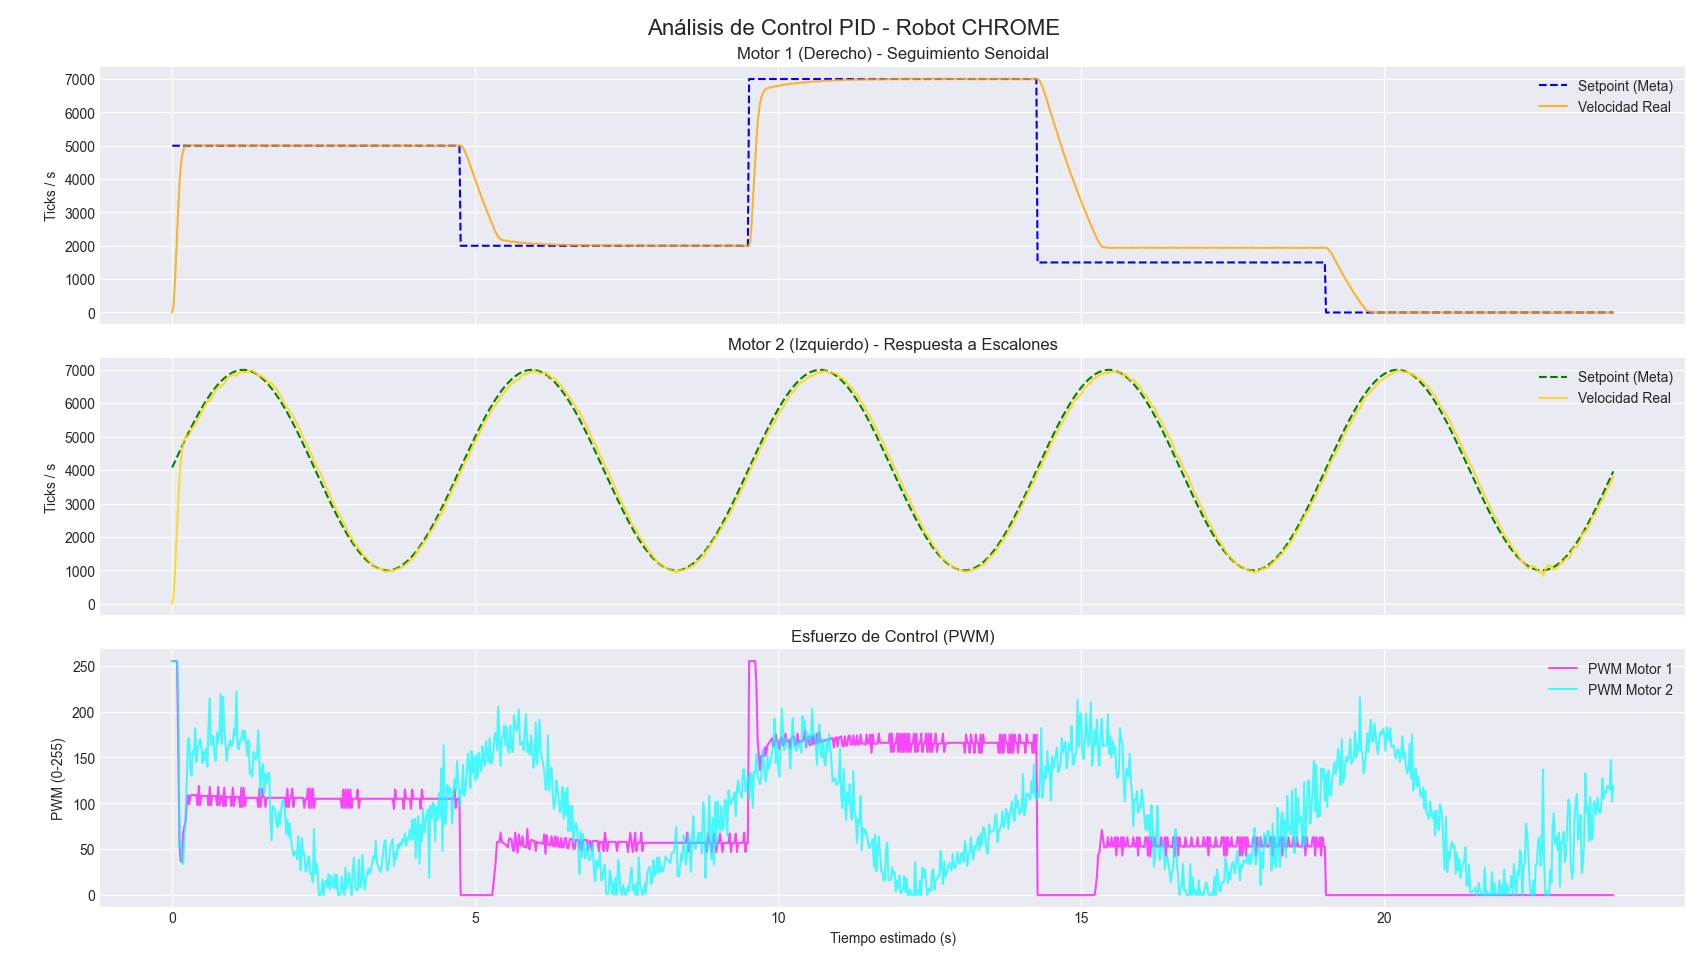 Análisis de Control PID - Robot CHROME
Motor 1 (Derecho) - Seguimiento Senoidal
7000
6000
5000
4000
3000
2000
1000
0
Ticks / s
Setpoint (Meta)
Velocidad Real
Motor 2 (Izquierdo) - Respuesta a Escalones
7000
6000
5000
4000
3000
2000
1000
0
Ticks / s
Setpoint (Meta)
Velocidad Real
Esfuerzo de Control (PWM)
250
200
150
100
50
0
PWM (0-255)
PWM Motor 1
PWM Motor 2
0 5 10 15 20
Tiempo estimado (s)